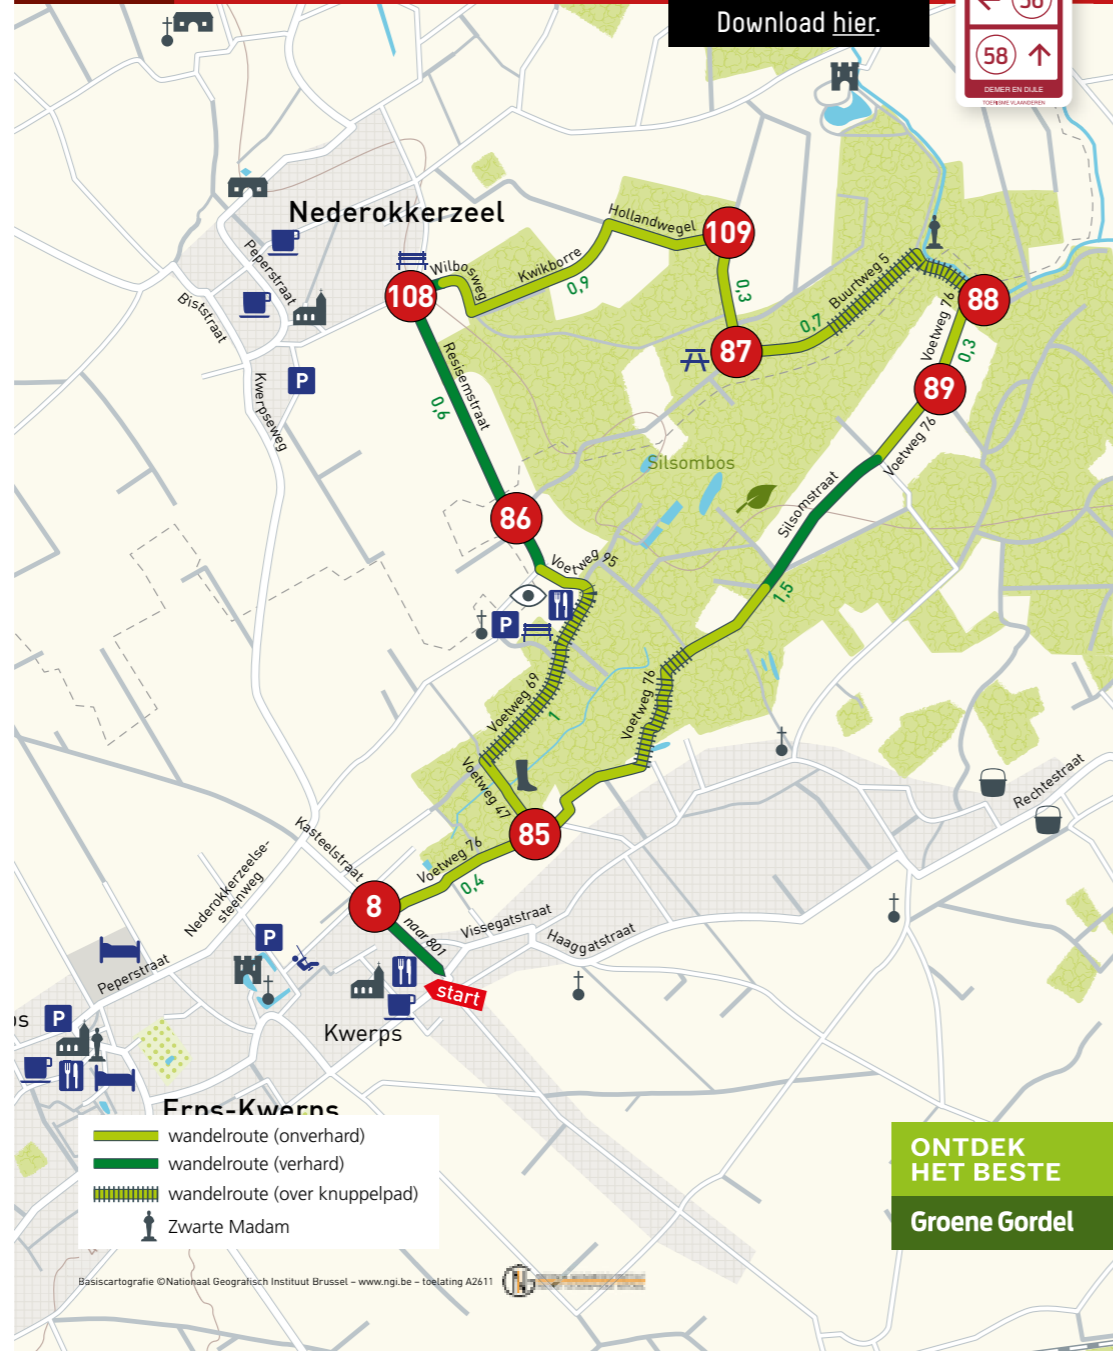 Download hier.
58
DEMER EN DIJLE
TOERISME VLAANDEREN
Nederokkerzeel
Peperstraat
Biststraat
Kwerpseweg
108
Wilbosweg
Kwikborre
0,9
Hollandwegel
109
0,3
87
0,7
Buurtweg 5
88
Voetweg 76
0,3
89
Voetweg 76
Resisemstraat
0,6
86
Silsombos
Silsomstraat
1,5
Voetweg 95
Voetweg 69
1
Voetweg 76
Voetweg 47
85
Voetweg 76
0,4
8
naar 801
start
Kasteelstraat
Nederokkerzeelse-
steenweg
Peperstraat
Vissegatstraat
Haaggatstraat
Rechtestraat
Kwerps
P
P
P
P
Erps-Kwerps
wandelroute (onverhard)
wandelroute (verhard)
wandelroute (over knuppelpad)
Zwarte Madam
ONTDEK
HET BESTE
Groene Gordel
Basiscartografie ©Nationaal Geografisch Instituut Brussel – www.ngi.be – toelating A2611